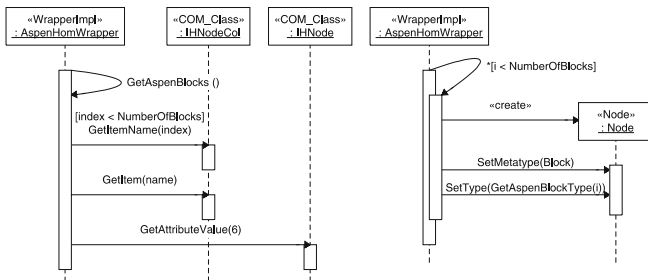 «WrapperImpl»
: AspenHomWrapper
«COM_Class»
: IHNodeCol
«COM_Class»
: IHNode
GetAspenBlocks ()
[index < NumberOfBlocks]
GetItemName(index)
GetItem(name)
GetAttributeValue(6)
«WrapperImpl»
: AspenHomWrapper
*[i < NumberOfBlocks]
«create»
«Node»
: Node
SetMetatype(Block)
SetType(GetAspenBlockType(i))